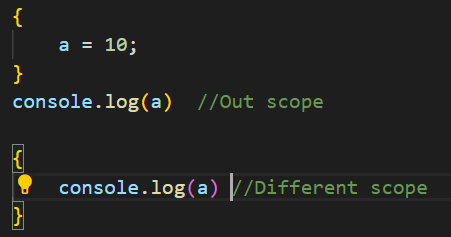 {
    a = 10;
}
console.log(a)  //Out scope
{
    console.log(a) //Different scope
}